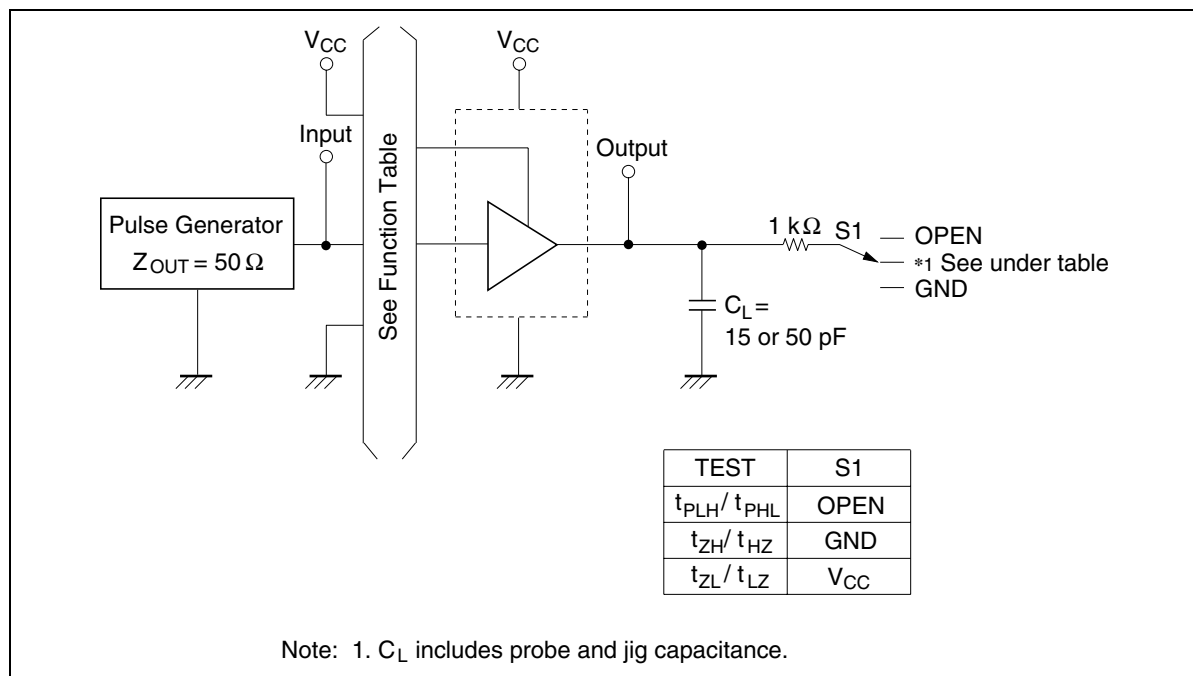 VCC
VCC
Input
See Function Table
Output
Pulse Generator
ZOUT = 50 Ω
1 kΩ
S1
OPEN
*1 See under table
GND
CL =
15 or 50 pF
TEST S1
tPLH / tPHL OPEN
tZH / tHZ GND
tZL / tLZ VCC
Note: 1. CL includes probe and jig capacitance.